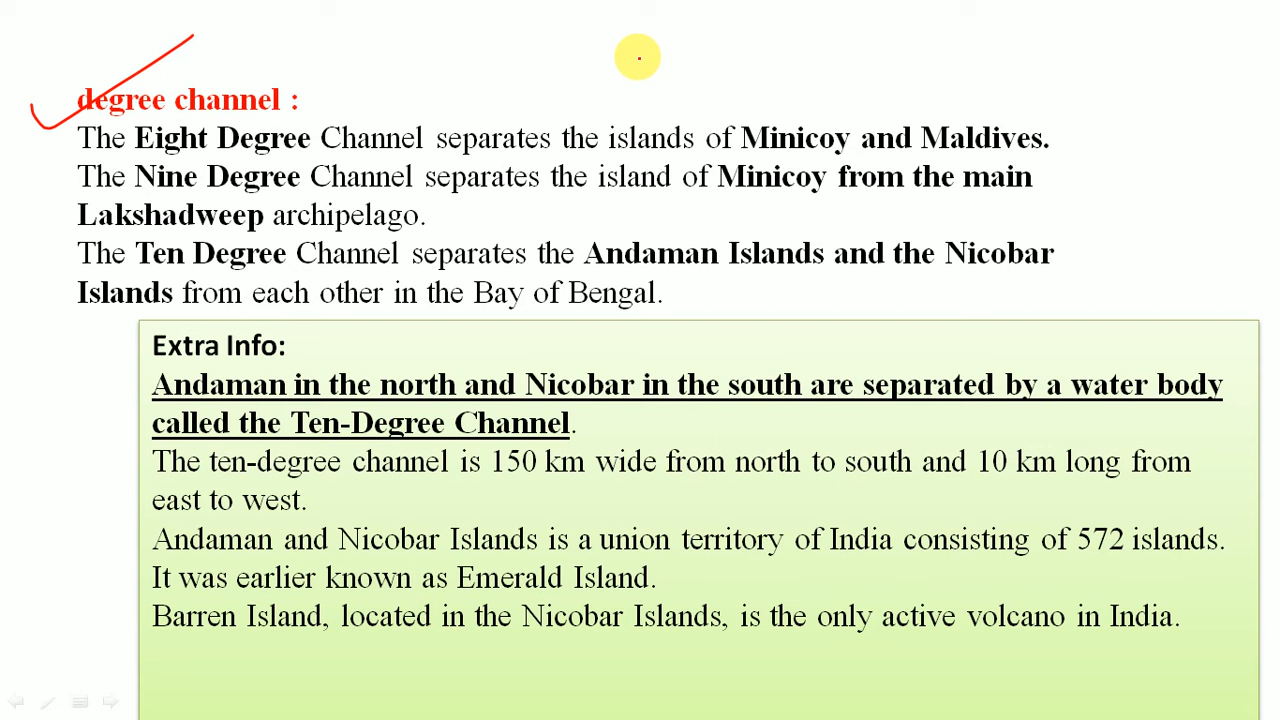 degree channel :
The Eight Degree Channel separates the islands of Minicoy and Maldives.
The Nine Degree Channel separates the island of Minicoy from the main
Lakshadweep archipelago.
The Ten Degree Channel separates the Andaman Islands and the Nicobar
Islands from each other in the Bay of Bengal.
Extra Info:
Andaman in the north and Nicobar in the south are separated by a water body
called the Ten-Degree Channel.
The ten-degree channel is 150 km wide from north to south and 10 km long from
east to west.
Andaman and Nicobar Islands is a union territory of India consisting of 572 islands.
It was earlier known as Emerald Island.
Barren Island, located in the Nicobar Islands, is the only active volcano in India.